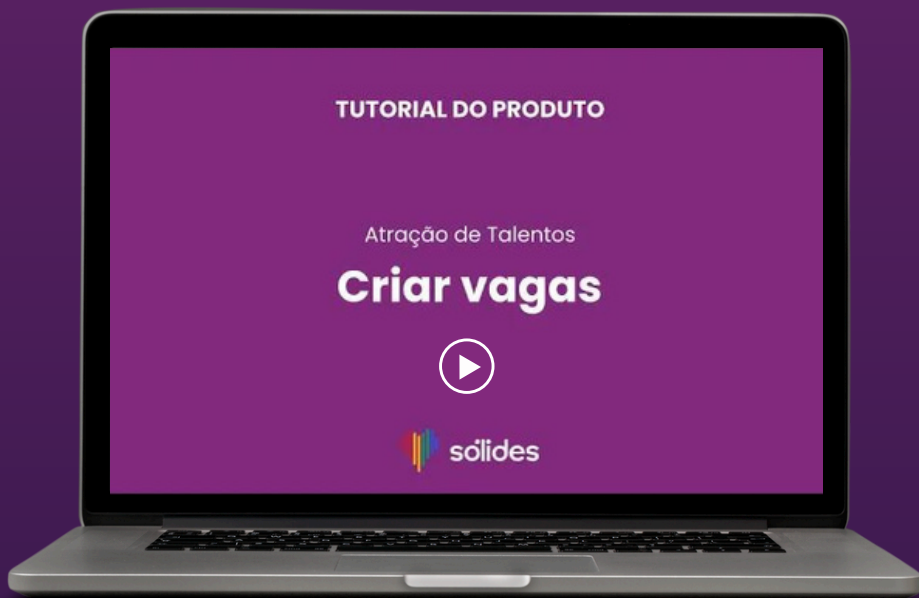 TUTORIAL DO PRODUTO
Atração de Talentos
Criar vagas
sólides